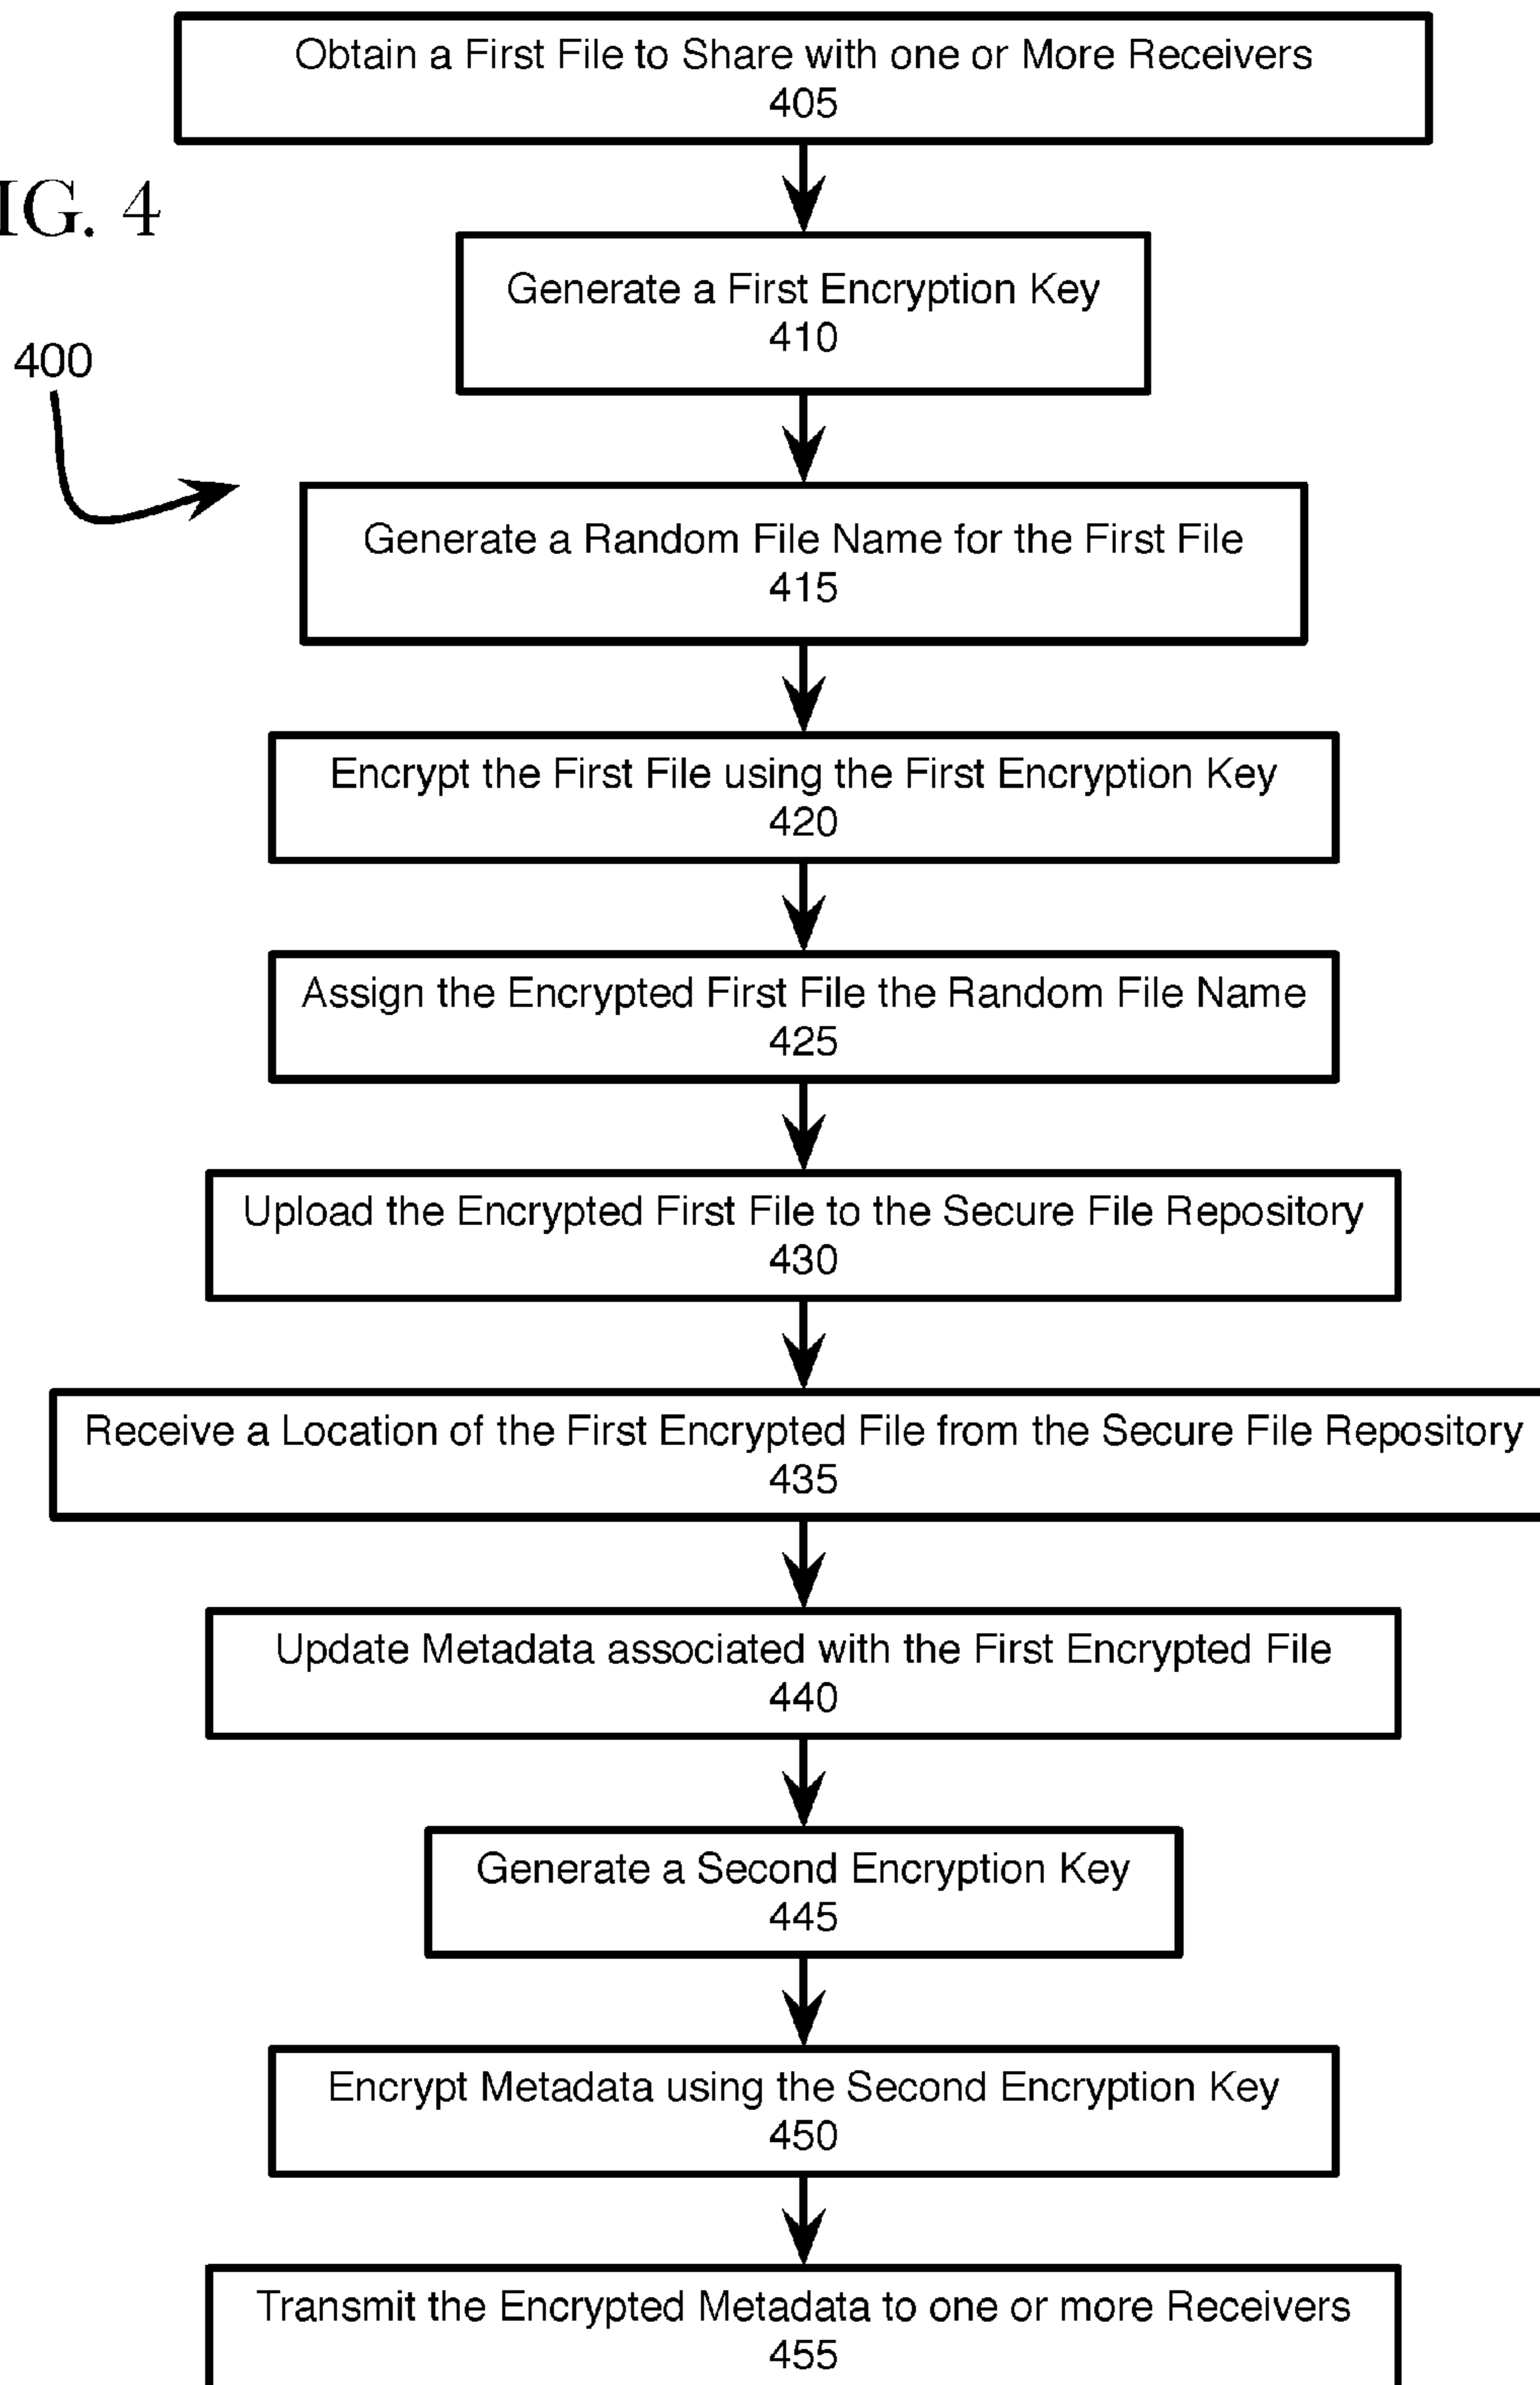 Obtain a First File to Share with one or More Receivers
405
IG. 4
Generate a First Encryption Key
410
400
Generate a Random File Name for the First File
415
Encrypt the First File using the First Encryption Key
420
Assign the Encrypted First File the Random File Name
425
Upload the Encrypted First File to the Secure File Repository
430
Receive a Location of the First Encrypted File from the Secure File Repository
435
Update Metadata associated with the First Encrypted File
440
Generate a Second Encryption Key
445
Encrypt Metadata using the Second Encryption Key
450
Transmit the Encrypted Metadata to one or more Receivers
455